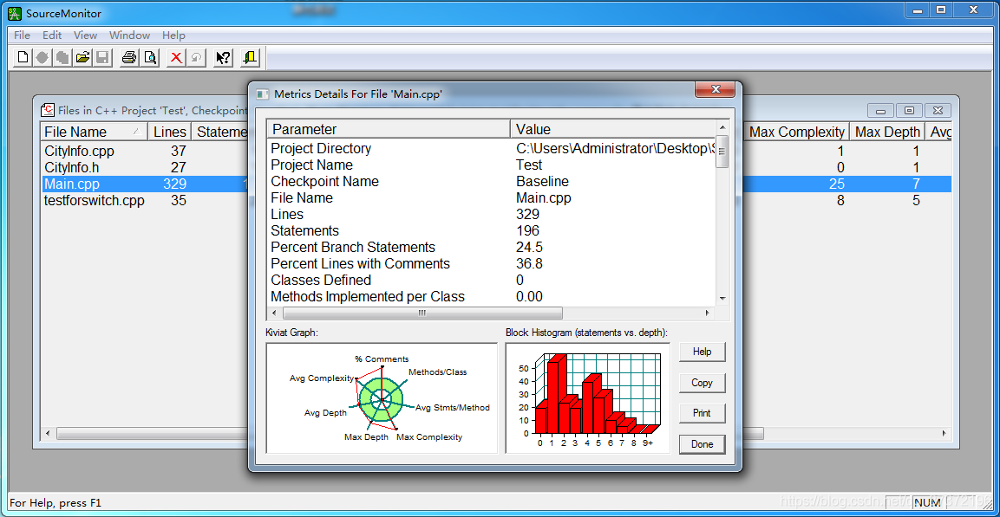 SourceMonitor
File Edit View Window Help
Metrics Details For File 'Main.cpp'
Files in C++ Project 'Test', Checkpoint
File Name Lines Stateme Max Complexity Max Depth Avg
CityInfo.cpp 37 1 1
CityInfo.h 27 0 1
Main.cpp 329 1 25 7
testforswitch.cpp 35 8 5
Parameter Value
Project Directory C:\Users\Administrator\Desktop\S
Project Name Test
Checkpoint Name Baseline
File Name Main.cpp
Lines 329
Statements 196
Percent Branch Statements 24.5
Percent Lines with Comments 36.8
Classes Defined 0
Methods Implemented per Class 0.00
Kiviat Graph:
% Comments
Methods/Class
Avg Complexity
Avg Stmts/Method
Avg Depth
Max Depth Max Complexity
Block Histogram (statements vs. depth):
50
40
30
20
10
0
0 1 2 3 4 5 6 7 8 9+
Help
Copy
Print
Done
For Help, press F1
NUM